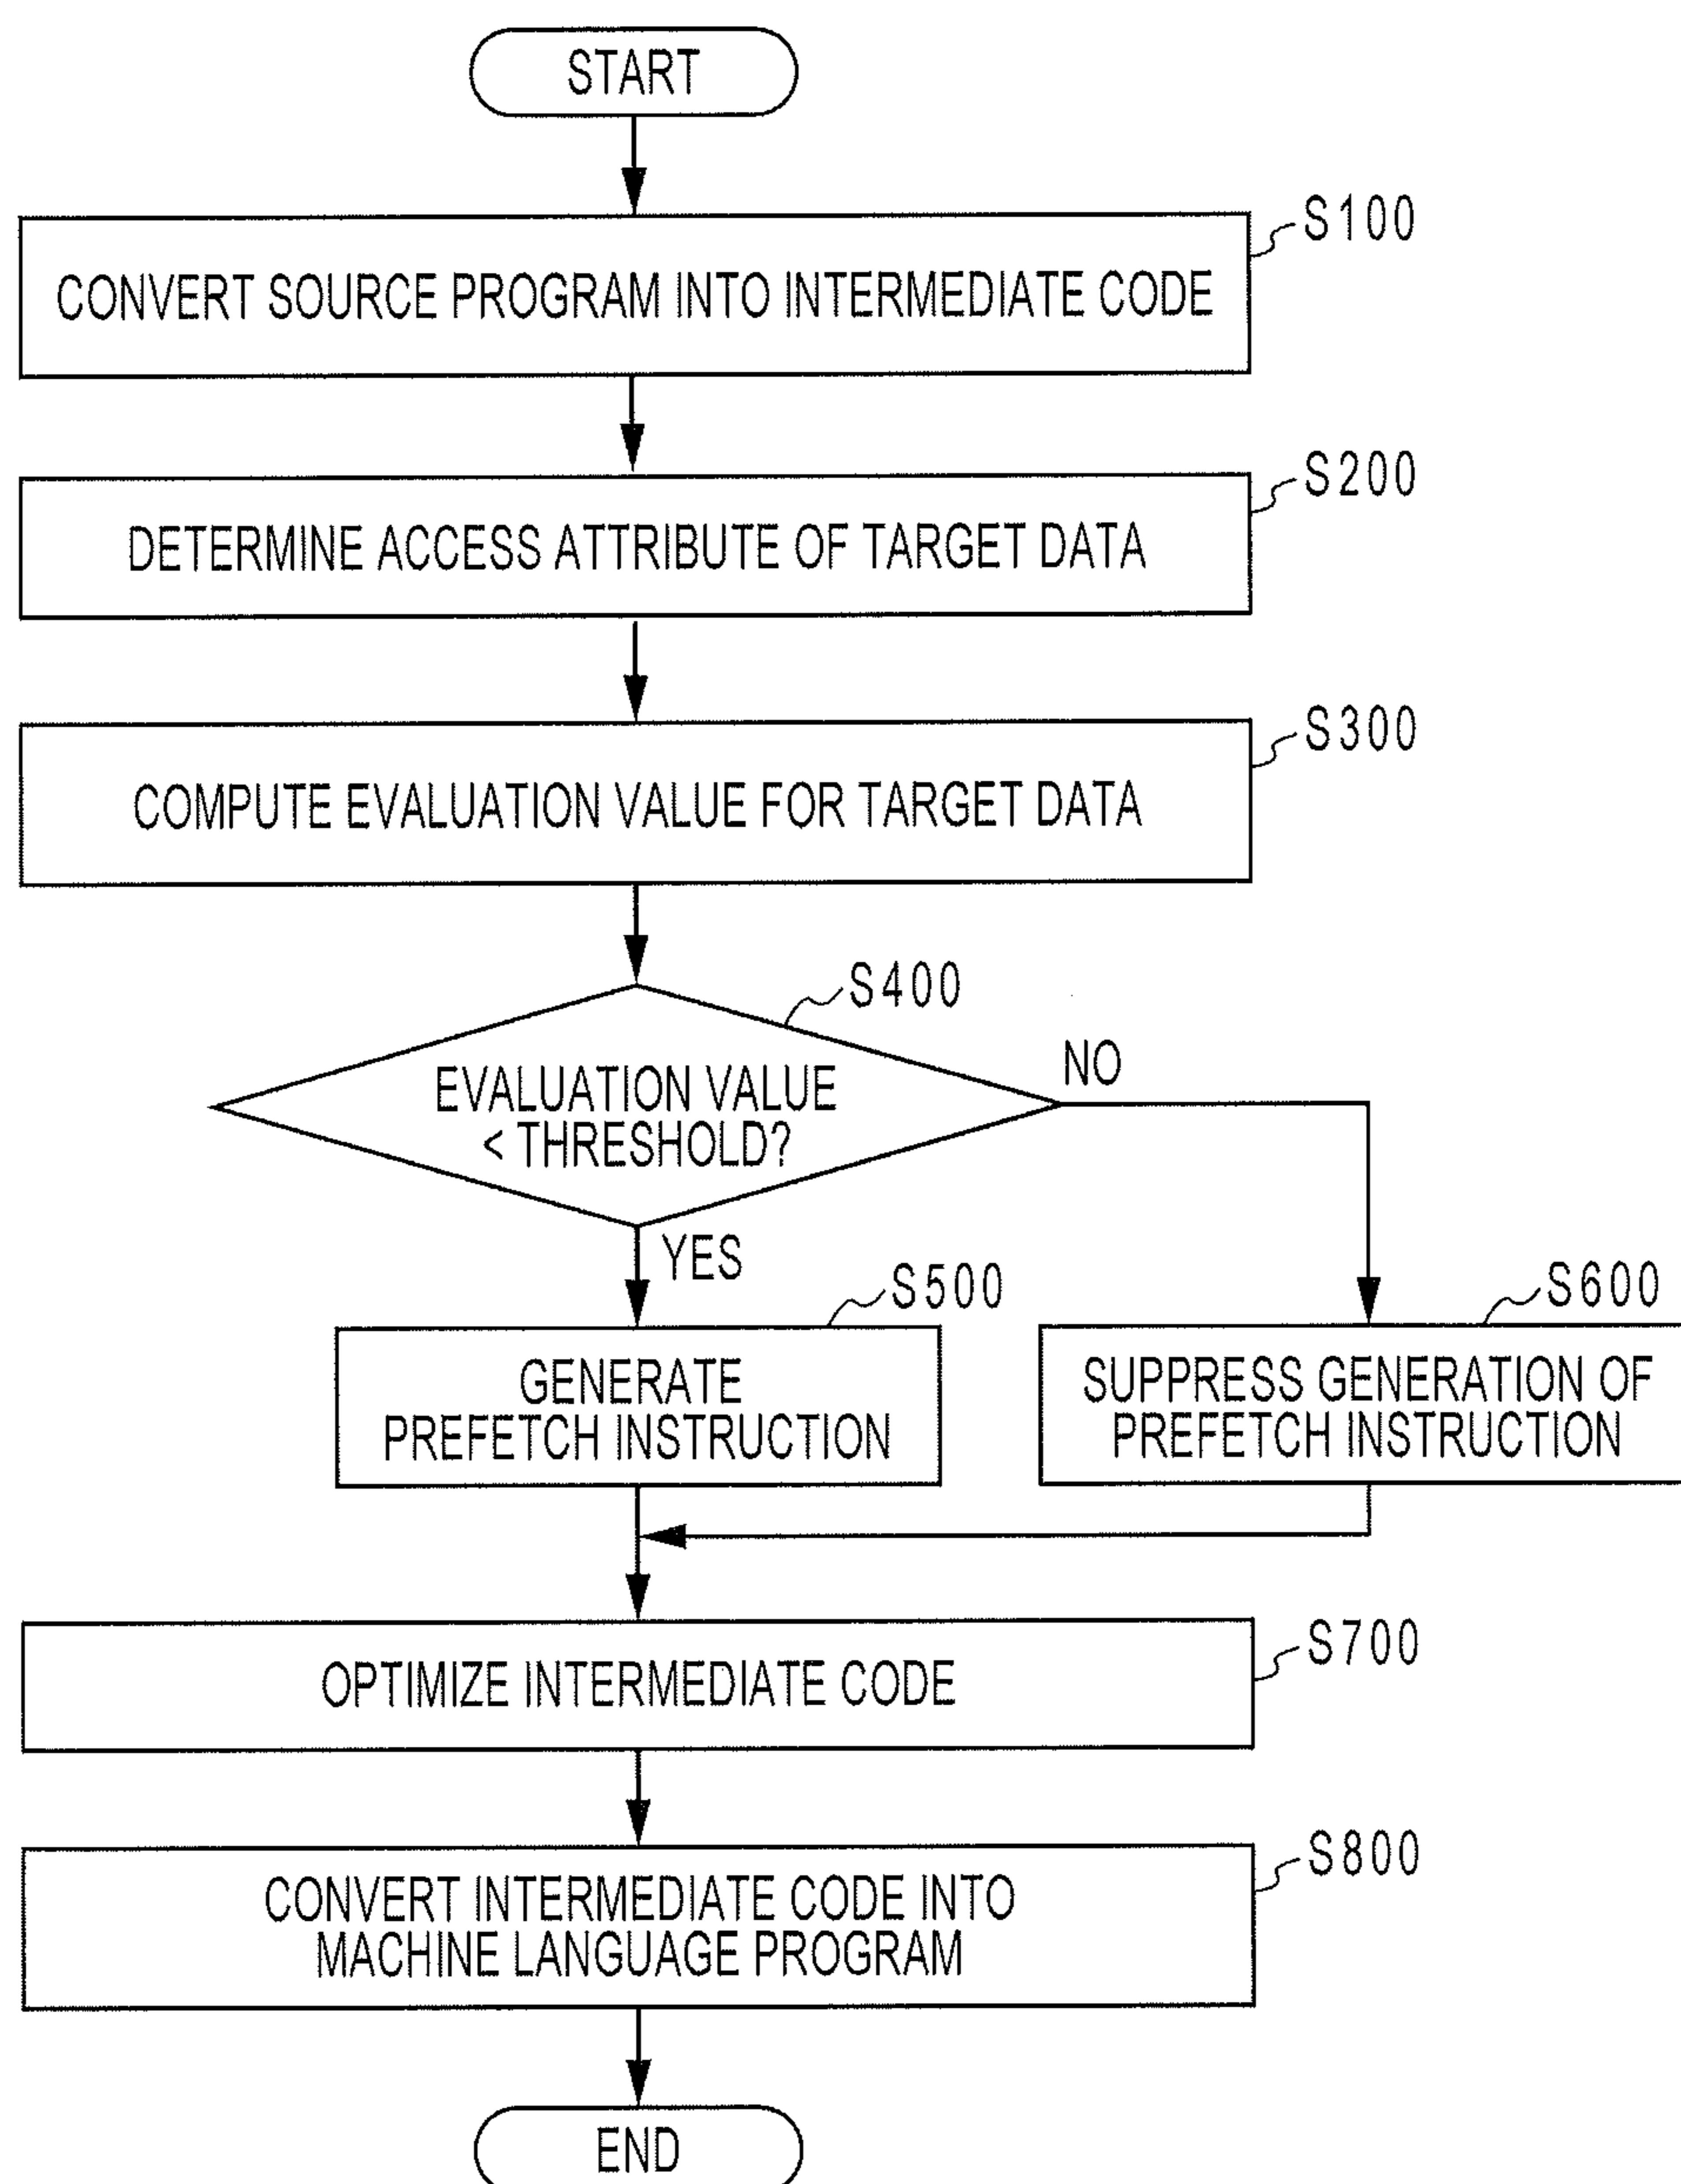 START
S100
CONVERT SOURCE PROGRAM INTO INTERMEDIATE CODE
S200
DETERMINE ACCESS ATTRIBUTE OF TARGET DATA
S300
COMPUTE EVALUATION VALUE FOR TARGET DATA
S400
EVALUATION VALUE
< THRESHOLD?
NO
YES
S500
GENERATE
PREFETCH INSTRUCTION
S600
SUPPRESS GENERATION OF
PREFETCH INSTRUCTION
S700
OPTIMIZE INTERMEDIATE CODE
S800
CONVERT INTERMEDIATE CODE INTO
MACHINE LANGUAGE PROGRAM
END